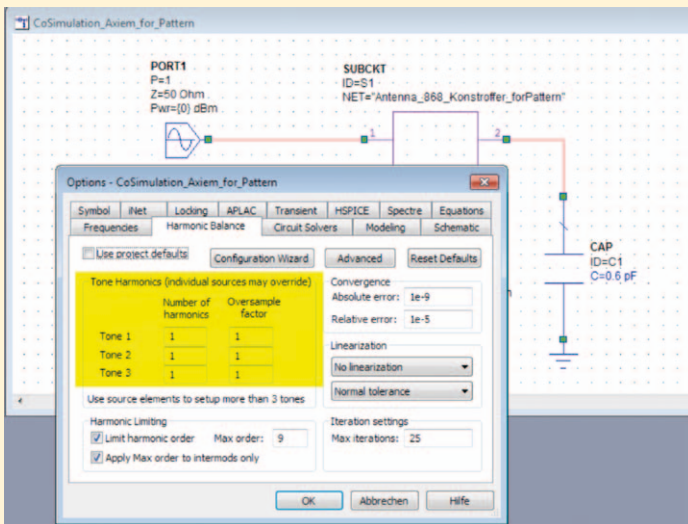 CoSimulation_Axiem_for_Pattern
PORT1
P=1
Z=50 Ohm
Pwr={0} dBm
SUBCKT
ID=S1
NET="Antenna_868_Konstroffer_forPattern"
1
2
CAP
ID=C1
C=0.6 pF
Options - CoSimulation_Axiem_for_Pattern
Symbol iNet Locking APLAC Transient HSPICE Spectre Equations
Frequencies Harmonic Balance Circuit Solvers Modeling Schematic
Use project defaults Configuration Wizard Advanced Reset Defaults
Tone Harmonics (individual sources may override)
Number of harmonics Oversample factor
Tone 1 1 1
Tone 2 1 1
Tone 3 1 1
Use source elements to setup more than 3 tones
Harmonic Limiting
Limit harmonic order Max order: 9
Apply Max order to intermods only
Convergence
Absolute error: 1e-9
Relative error: 1e-5
Linearization
No linearization
Normal tolerance
Iteration settings
Max iterations: 25
OK Abbrechen Hilfe